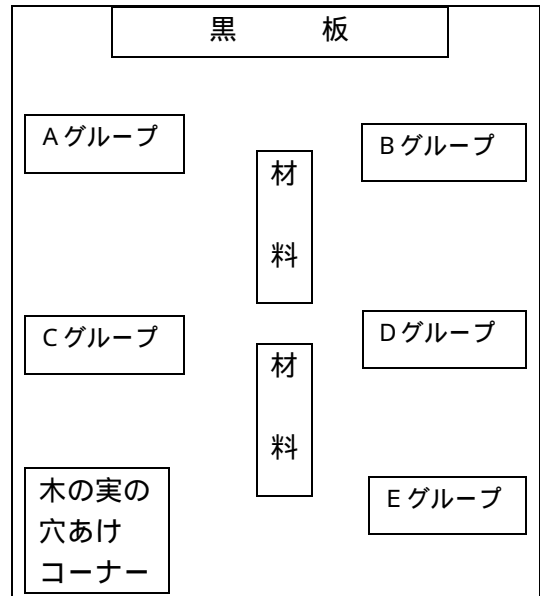 黒 板
Aグループ
Bグループ
材
料
Cグループ
Dグループ
材
料
木の実の
穴あけ
コーナー
Eグループ